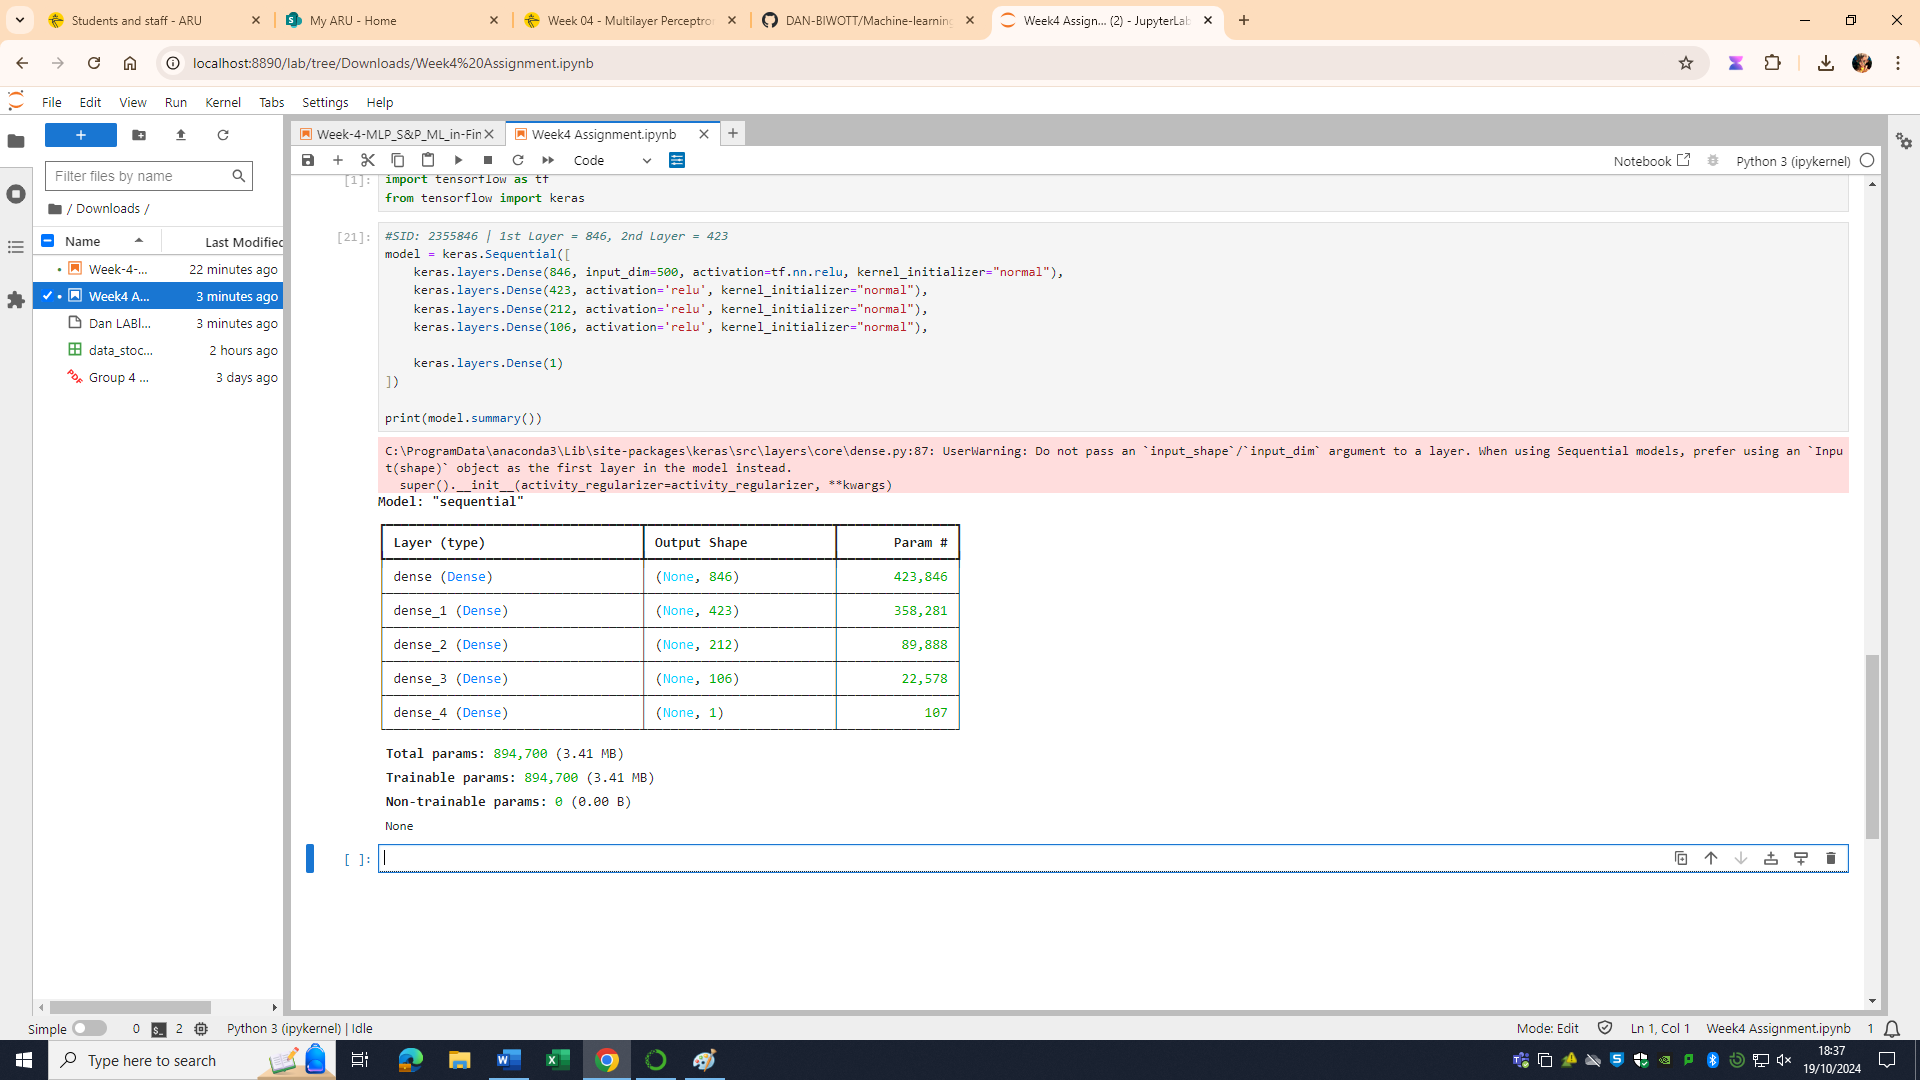 Students and staff - ARU
My ARU - Home
Week 04 - Multilayer Perceptro
DAN-BIWOTT/Machine-learning
Week4 Assign... (2) - JupyterLab
localhost:8890/lab/tree/Downloads/Week4%20Assignment.ipynb
File Edit View Run Kernel Tabs Settings Help
Week-4-MLP_S&P_ML_in-Fin
Week4 Assignment.ipynb
Code
Notebook
Python 3 (ipykernel)
Filter files by name
/ Downloads /
Name Last Modified
Week-4-... 22 minutes ago
Week4 A... 3 minutes ago
Dan LABl... 3 minutes ago
data_stoc... 2 hours ago
Group 4 ... 3 days ago
[1]: import tensorflow as tf
from tensorflow import keras
[21]: #SID: 2355846 | 1st Layer = 846, 2nd Layer = 423
model = keras.Sequential([
keras.layers.Dense(846, input_dim=500, activation=tf.nn.relu, kernel_initializer="normal"),
keras.layers.Dense(423, activation='relu', kernel_initializer="normal"),
keras.layers.Dense(212, activation='relu', kernel_initializer="normal"),
keras.layers.Dense(106, activation='relu', kernel_initializer="normal"),
keras.layers.Dense(1)
])
print(model.summary())
C:\ProgramData\anaconda3\Lib\site-packages\keras\src\layers\core\dense.py:87: UserWarning: Do not pass an `input_shape`/`input_dim` argument to a layer. When using Sequential models, prefer using an `Inpu
t(shape)` object as the first layer in the model instead.
super().__init__(activity_regularizer=activity_regularizer, **kwargs)
Model: "sequential"
Layer (type) Output Shape Param #
dense (Dense) (None, 846) 423,846
dense_1 (Dense) (None, 423) 358,281
dense_2 (Dense) (None, 212) 89,888
dense_3 (Dense) (None, 106) 22,578
dense_4 (Dense) (None, 1) 107
Total params: 894,700 (3.41 MB)
Trainable params: 894,700 (3.41 MB)
Non-trainable params: 0 (0.00 B)
None
[ ]:
Simple 0 $_ 2 Python 3 (ipykernel) | Idle
Mode: Edit Ln 1, Col 1 Week4 Assignment.ipynb 1
Type here to search
18:37
19/10/2024